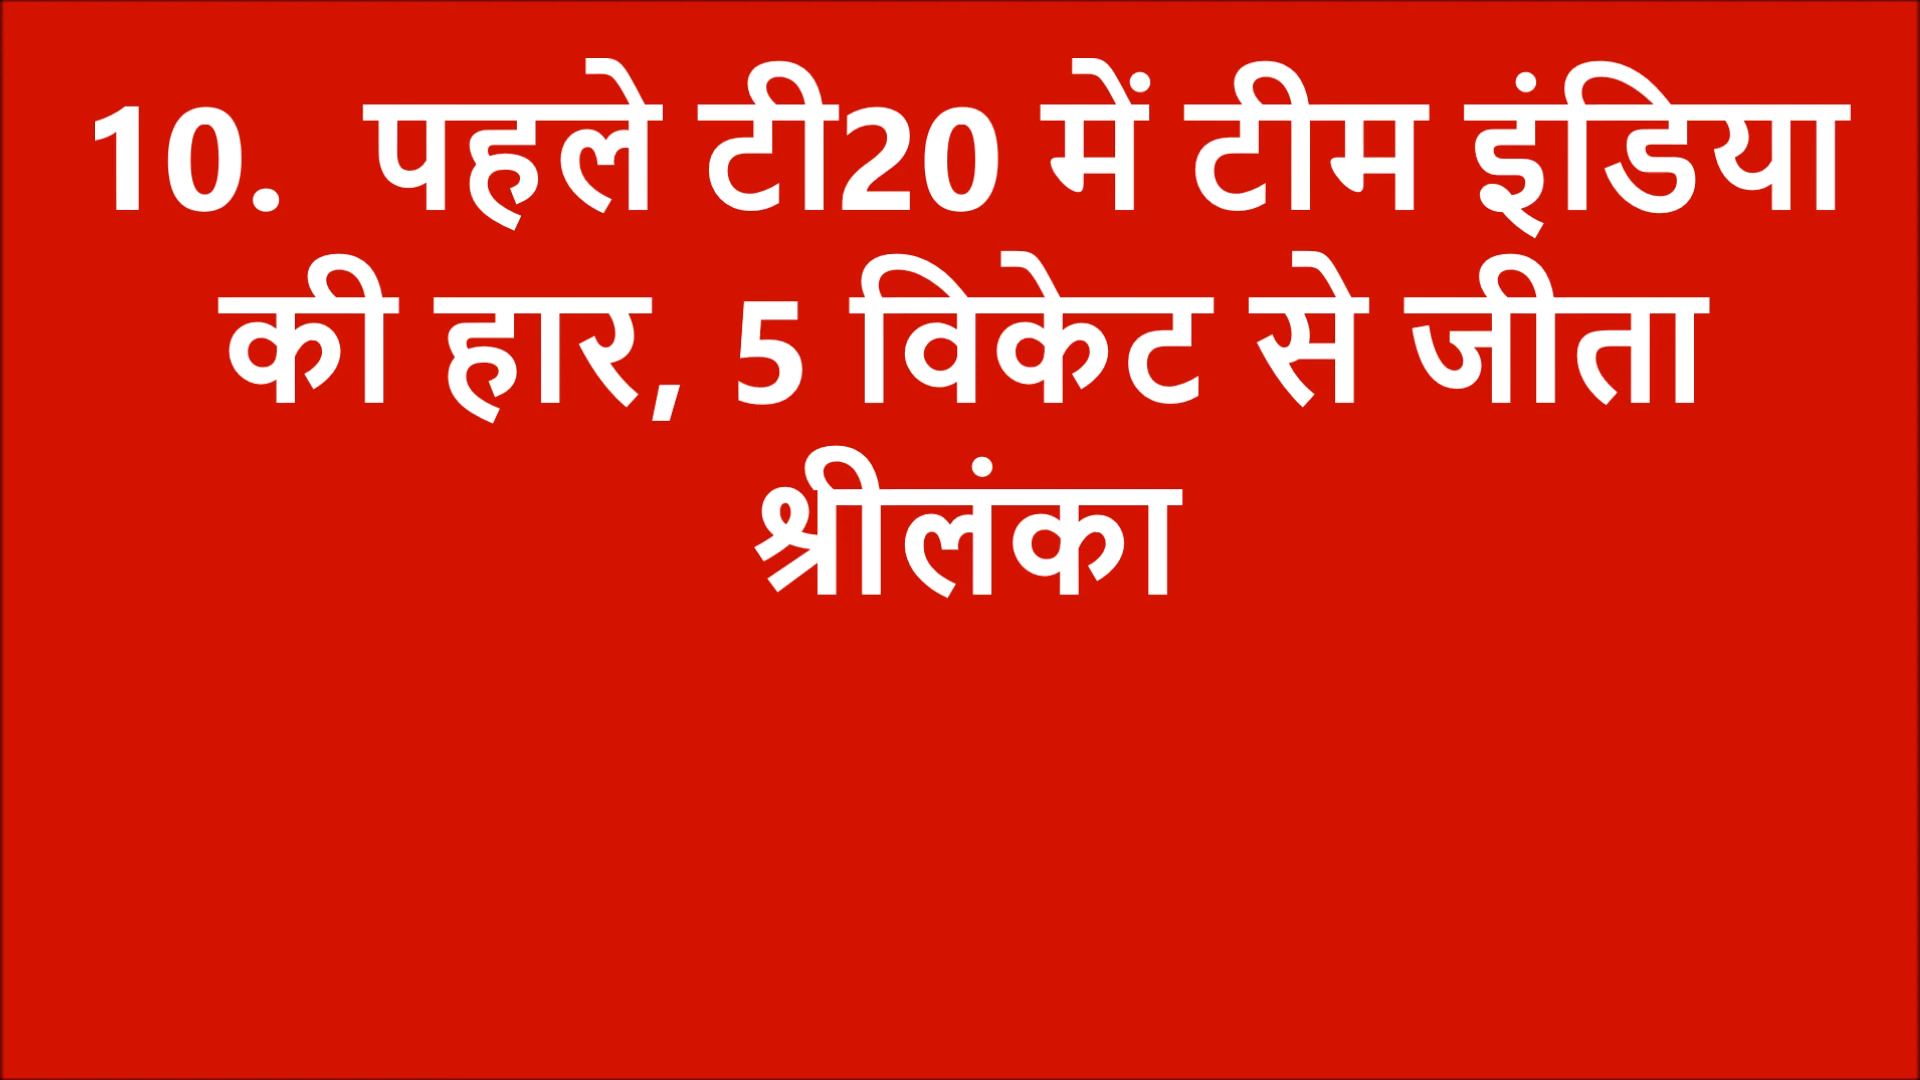 10.  पहले टी20 में टीम इंडिया
की हार, 5 विकेट से जीता
श्रीलंका